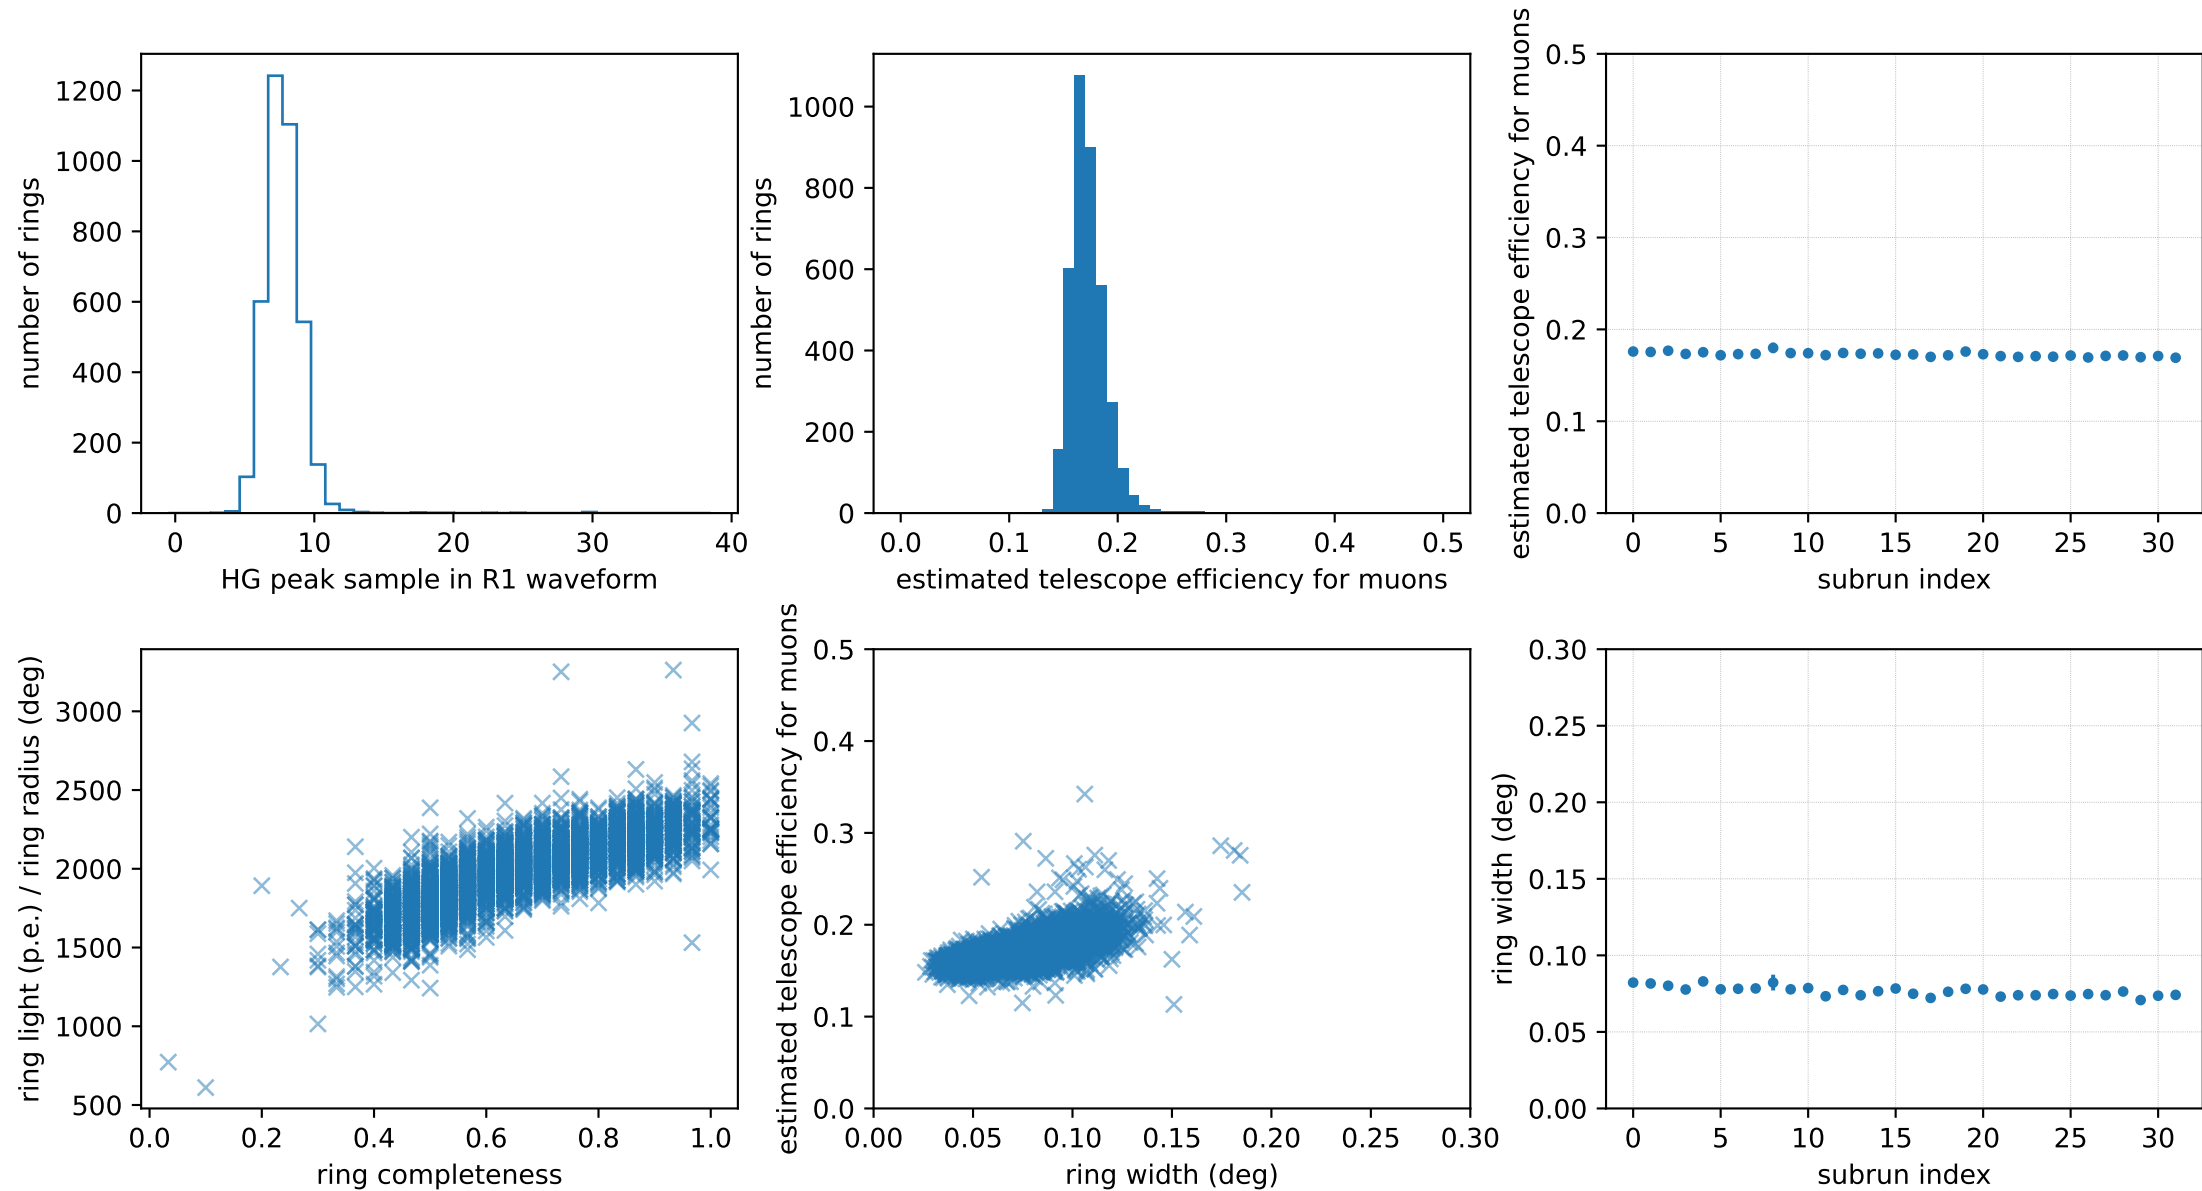 number of rings
1200
1000
800
600
400
200
0
0 10 20 30 40
HG peak sample in R1 waveform
number of rings
1000
800
600
400
200
0
0.0 0.1 0.2 0.3 0.4 0.5
estimated telescope efficiency for muons
estimated telescope efficiency for muons
0.5
0.4
0.3
0.2
0.1
0.0
0 5 10 15 20 25 30
subrun index
ring light (p.e.) / ring radius (deg)
3000
2500
2000
1500
1000
500
0.0 0.2 0.4 0.6 0.8 1.0
ring completeness
estimated telescope efficiency for muons
0.5
0.4
0.3
0.2
0.1
0.0
0.00 0.05 0.10 0.15 0.20 0.25 0.30
ring width (deg)
ring width (deg)
0.30
0.25
0.20
0.15
0.10
0.05
0.00
0 5 10 15 20 25 30
subrun index